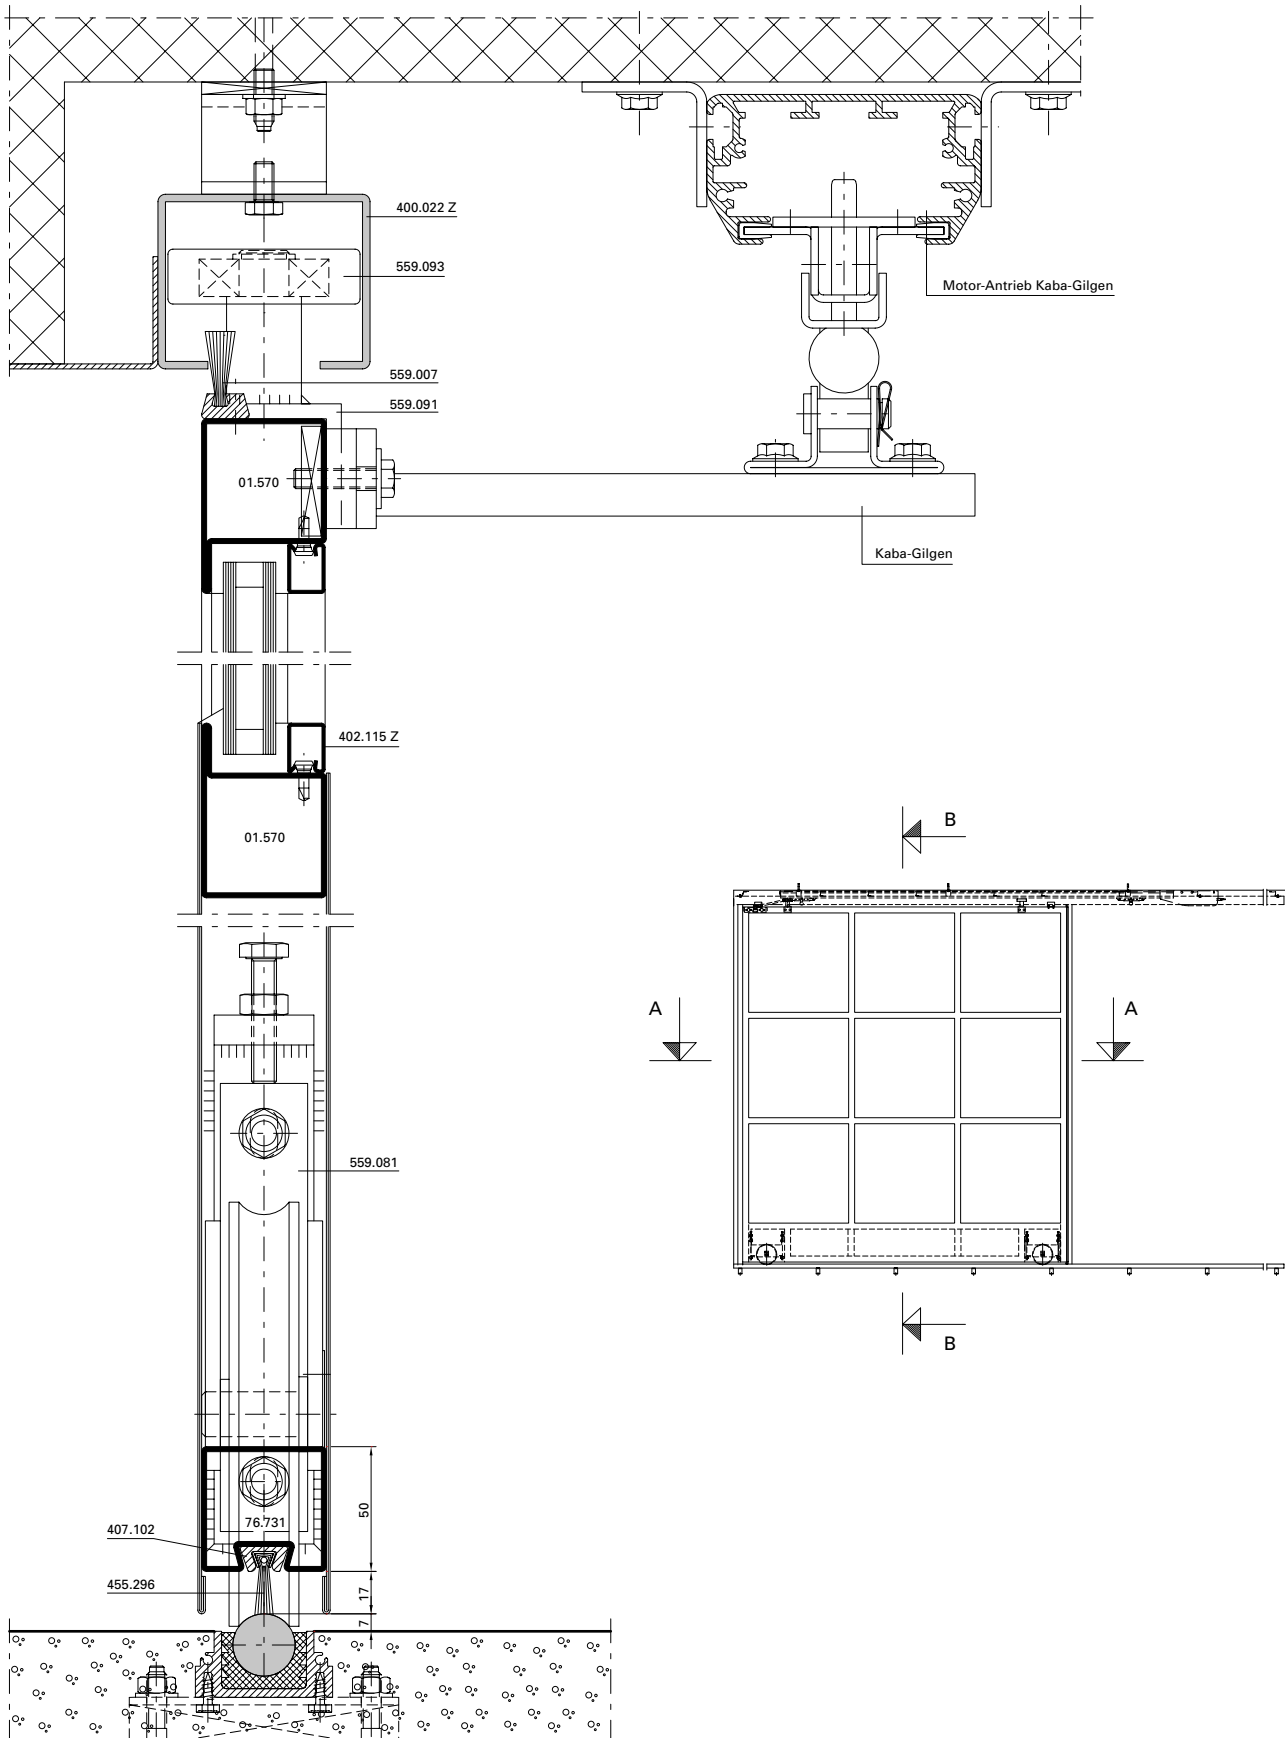 400.022 Z
559.093
Motor-Antrieb Kaba-Gilgen
559.007
559.091
01.570
Kaba-Gilgen
402.115 Z
01.570
B
A
A
559.081
B
50
76.731
407.102
455.296
17
7